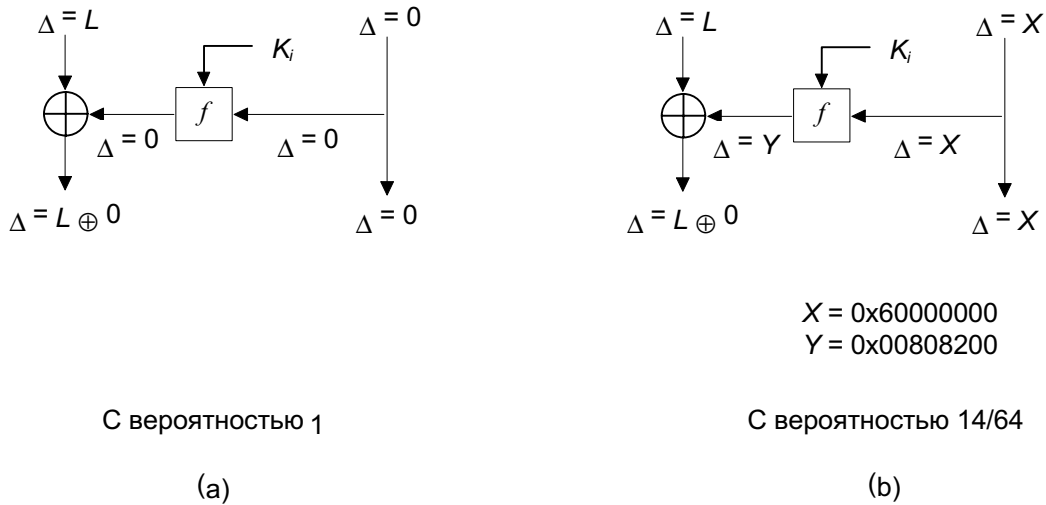 Δ = L
Δ = 0
K_i
f
Δ = 0
Δ = 0
Δ = L ⊕ 0
Δ = 0
Δ = L
Δ = X
K_i
f
Δ = Y
Δ = X
Δ = L ⊕ 0
Δ = X
X = 0x60000000
Y = 0x00808200
С вероятностью 1
С вероятностью 14/64
(a)
(b)